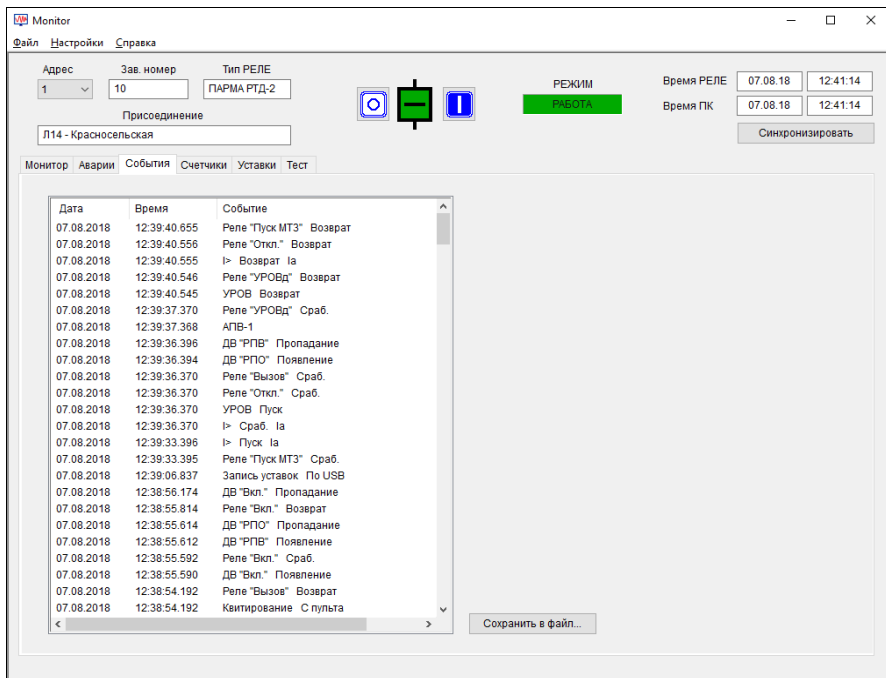 Monitor
Файл Настройки Справка
Адрес Зав. номер Тип РЕЛЕ
1 10 ПАРМА РТД-2
Присоединение
Л14 - Красносельская
РЕЖИМ
РАБОТА
Время РЕЛЕ 07.08.18 12:41:14
Время ПК 07.08.18 12:41:14
Синхронизировать
Монитор Аварии События Счетчики Уставки Тест
Дата Время Событие
07.08.2018 12:39:40.655 Реле "Пуск МТЗ" Возврат
07.08.2018 12:39:40.556 Реле "Откл." Возврат
07.08.2018 12:39:40.555 I> Возврат Ia
07.08.2018 12:39:40.546 Реле "УРОВд" Возврат
07.08.2018 12:39:40.545 УРОВ Возврат
07.08.2018 12:39:37.370 Реле "УРОВд" Сраб.
07.08.2018 12:39:37.368 АПВ-1
07.08.2018 12:39:36.396 ДВ "РПВ" Пропадание
07.08.2018 12:39:36.394 ДВ "РПО" Появление
07.08.2018 12:39:36.370 Реле "Вызов" Сраб.
07.08.2018 12:39:36.370 Реле "Откл." Сраб.
07.08.2018 12:39:36.370 УРОВ Пуск
07.08.2018 12:39:36.370 I> Сраб. Ia
07.08.2018 12:39:33.396 I> Пуск Ia
07.08.2018 12:39:33.395 Реле "Пуск МТЗ" Сраб.
07.08.2018 12:39:06.837 Запись уставок По USB
07.08.2018 12:38:56.174 ДВ "Вкл." Пропадание
07.08.2018 12:38:55.814 Реле "Вкл." Возврат
07.08.2018 12:38:55.614 ДВ "РПО" Пропадание
07.08.2018 12:38:55.612 ДВ "РПВ" Появление
07.08.2018 12:38:55.592 Реле "Вкл." Сраб.
07.08.2018 12:38:55.590 ДВ "Вкл." Появление
07.08.2018 12:38:54.192 Реле "Вызов" Возврат
07.08.2018 12:38:54.192 Квитирование С пульта
Сохранить в файл...